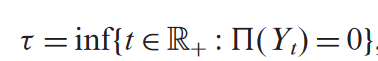 τ = inf{t ∈ ℝ₊ : Π(Yₜ) = 0},